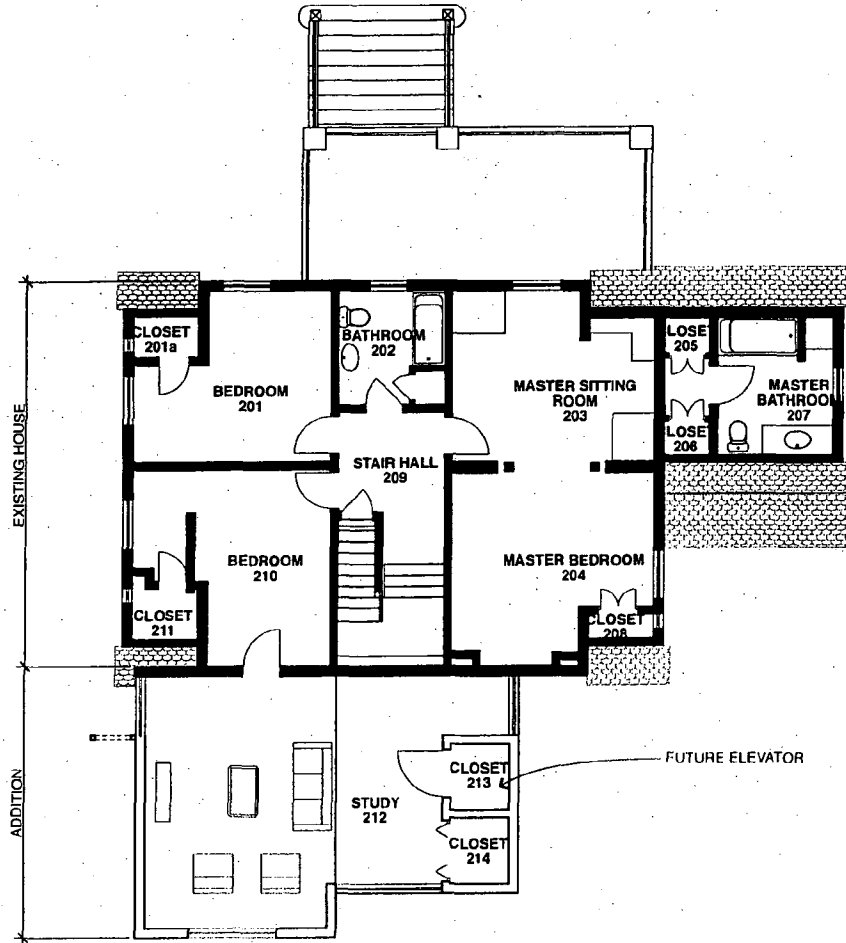 CLOSET
201a
BATHROOM
202
LOSET
205
BEDROOM
201
MASTER SITTING
ROOM
203
MASTER
BATHROOM
207
CLOSET
206
STAIR HALL
209
EXISTING HOUSE
BEDROOM
210
MASTER BEDROOM
204
CLOSET
211
CLOSET
208
CLOSET
213
FUTURE ELEVATOR
STUDY
212
CLOSET
214
ADDITION